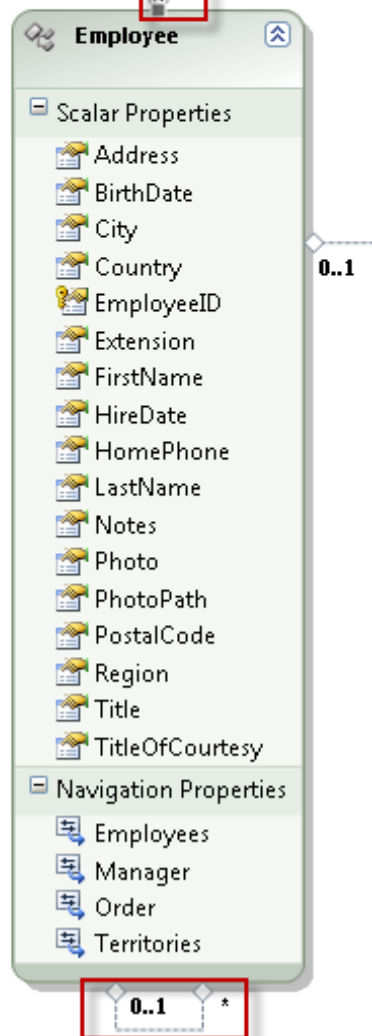 Employee
Scalar Properties
Address
BirthDate
City
Country
0..1
EmployeeID
Extension
FirstName
HireDate
HomePhone
LastName
Notes
Photo
PhotoPath
PostalCode
Region
Title
TitleOfCourtesy
Navigation Properties
Employees
Manager
Order
Territories
0..1 *